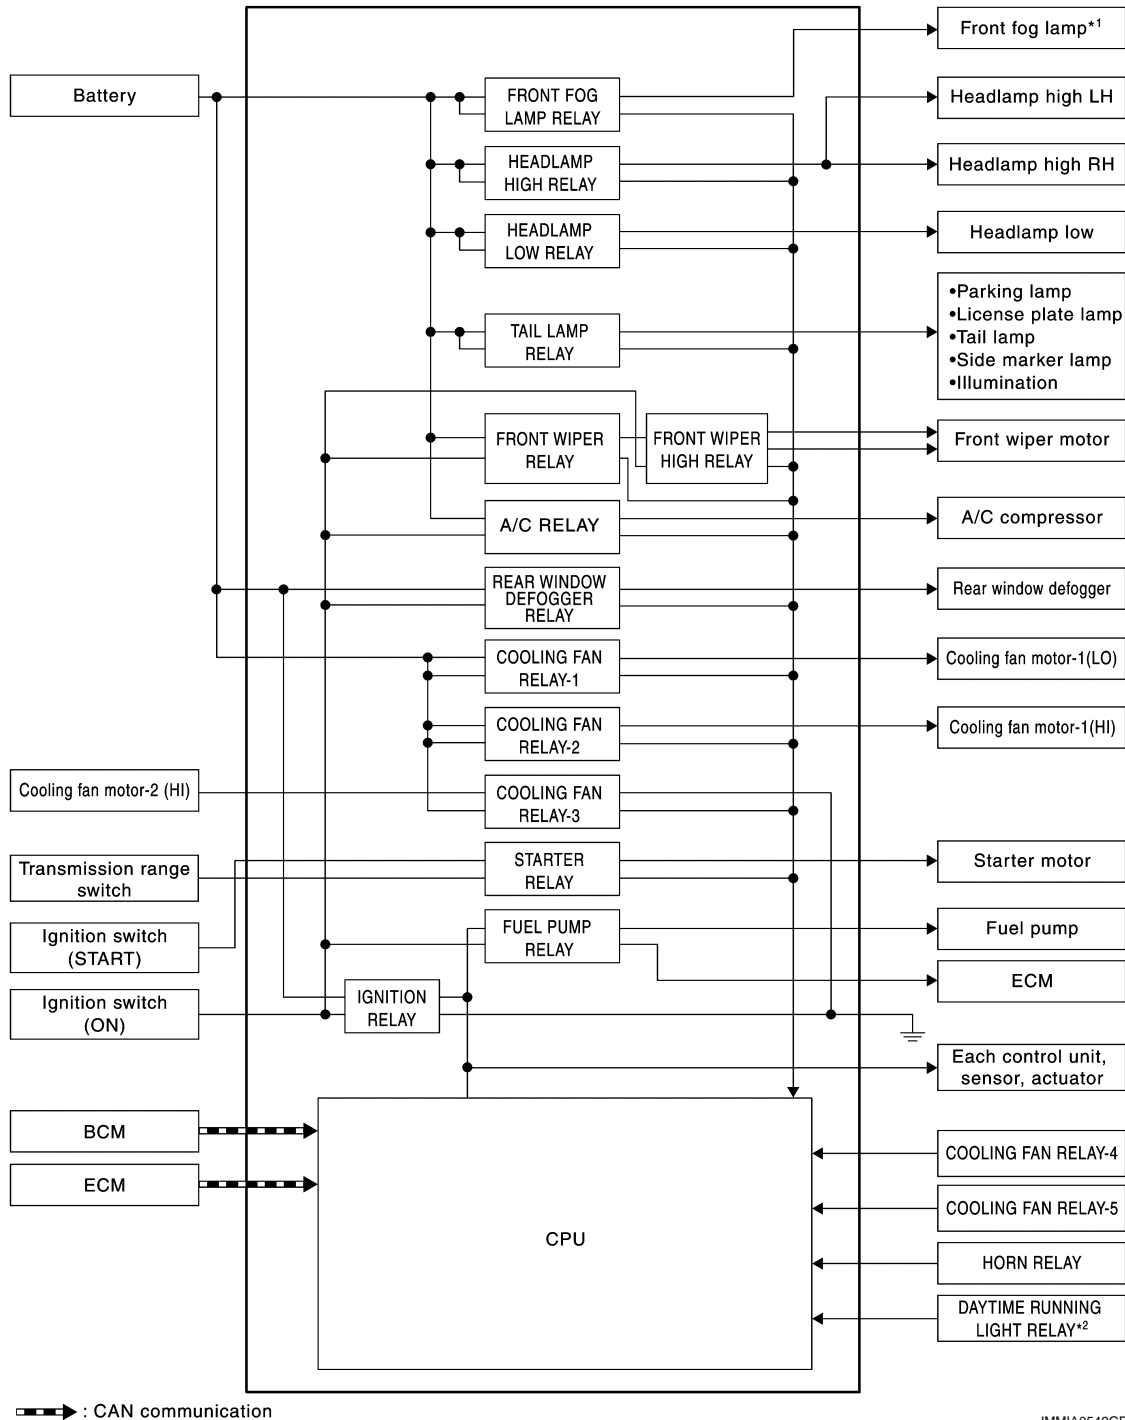 Front fog lamp*1
Battery
FRONT FOG
LAMP RELAY
Headlamp high LH
HEADLAMP
HIGH RELAY
Headlamp high RH
HEADLAMP
LOW RELAY
Headlamp low
TAIL LAMP
RELAY
•Parking lamp
•License plate lamp
•Tail lamp
•Side marker lamp
•Illumination
FRONT WIPER
RELAY
FRONT WIPER
HIGH RELAY
Front wiper motor
A/C RELAY
A/C compressor
REAR WINDOW
DEFOGGER
RELAY
Rear window defogger
COOLING FAN
RELAY-1
Cooling fan motor-1(LO)
COOLING FAN
RELAY-2
Cooling fan motor-1(HI)
Cooling fan motor-2 (HI)
COOLING FAN
RELAY-3
Transmission range
switch
STARTER
RELAY
Starter motor
Ignition switch
(START)
FUEL PUMP
RELAY
Fuel pump
ECM
Ignition switch
(ON)
IGNITION
RELAY
Each control unit,
sensor, actuator
BCM
ECM
CPU
COOLING FAN RELAY-4
COOLING FAN RELAY-5
HORN RELAY
DAYTIME RUNNING
LIGHT RELAY*2
: CAN communication